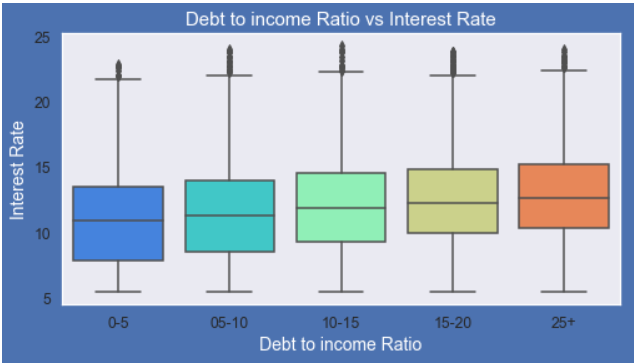 Debt to income Ratio vs Interest Rate
25
20
15
10
5
Interest Rate
0-5 05-10 10-15 15-20 25+
Debt to income Ratio